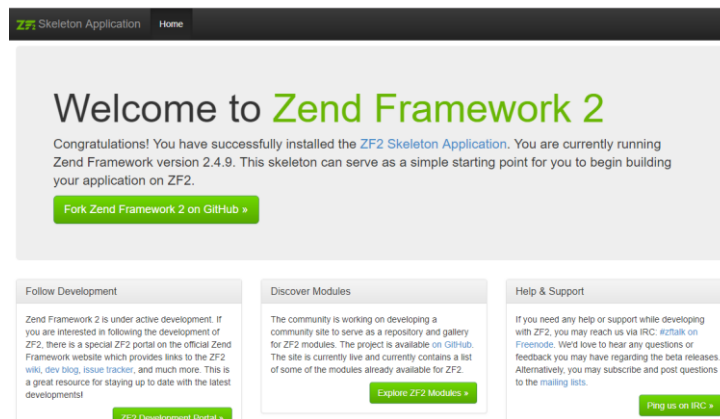 ZF2 Skeleton Application Home
Welcome to Zend Framework 2
Congratulations! You have successfully installed the ZF2 Skeleton Application. You are currently running
Zend Framework version 2.4.9. This skeleton can serve as a simple starting point for you to begin building
your application on ZF2.
Fork Zend Framework 2 on GitHub »
Follow Development
Zend Framework 2 is under active development. If
you are interested in following the development of
ZF2, there is a special ZF2 portal on the official Zend
Framework website which provides links to the ZF2
wiki, dev blog, issue tracker, and much more. This is
a great resource for staying up to date with the latest
developments!
ZF2 Development Portal »
Discover Modules
The community is working on developing a
community site to serve as a repository and gallery
for ZF2 modules. The project is available on GitHub.
The site is currently live and currently contains a list
of some of the modules already available for ZF2.
Explore ZF2 Modules »
Help & Support
If you need any help or support while developing
with ZF2, you may reach us via IRC: #zftalk on
Freenode. We'd love to hear any questions or
feedback you may have regarding the beta releases.
Alternatively, you may subscribe and post questions
to the mailing lists.
Ping us on IRC »